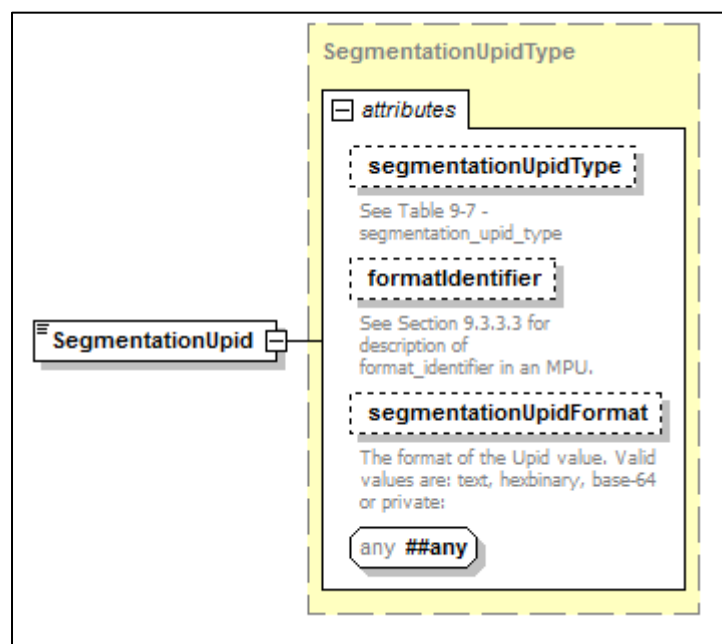 SegmentationUpidType
attributes
segmentationUpidType
See Table 9-7 -
segmentation_upid_type
formatIdentifier
See Section 9.3.3.3 for
description of
format_identifier in an MPU.
SegmentationUpid
segmentationUpidFormat
The format of the Upid value. Valid
values are: text, hexbinary, base-64
or private:
any ##any